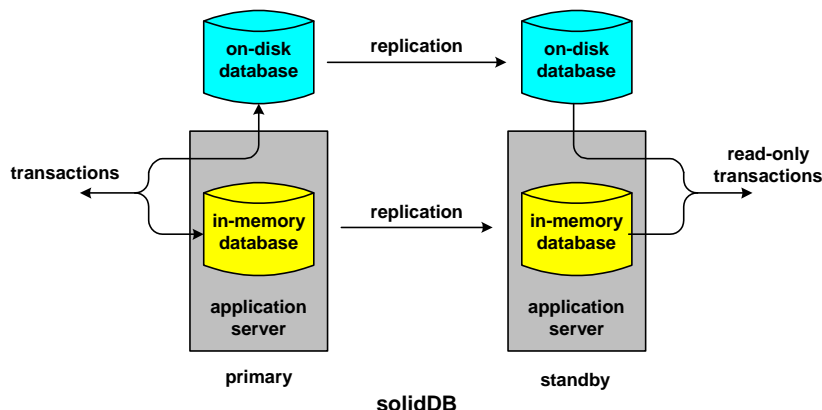 on-disk
database
replication
on-disk
database
transactions
read-only
transactions
in-memory
database
replication
in-memory
database
application
server
application
server
primary
standby
solidDB